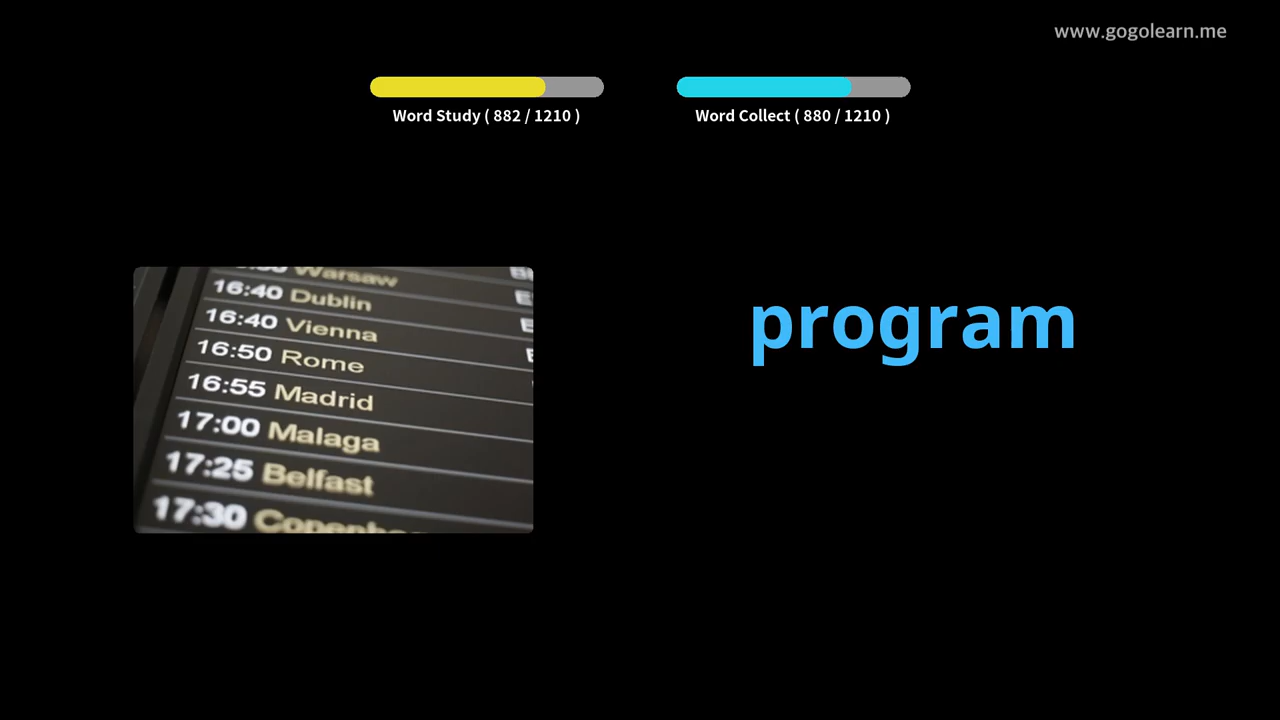 www.gogolearn.me
Word Study ( 882 / 1210 )
Word Collect ( 880 / 1210 )
Warsaw
16:40 Dublin
16:40 Vienna
16:50 Rome
16:55 Madrid
17:00 Malaga
17:25 Belfast
17:30
program